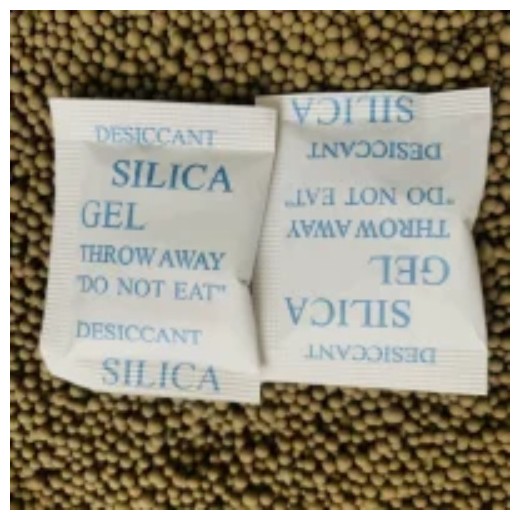 DESICCANT
SILICA
GEL
THROW AWAY
"DO NOT EAT"
DESICCANT
SILICA
DESICCANT
SILICA
GEL
THROW AWAY
"DO NOT EAT"
DESICCANT
SILICA